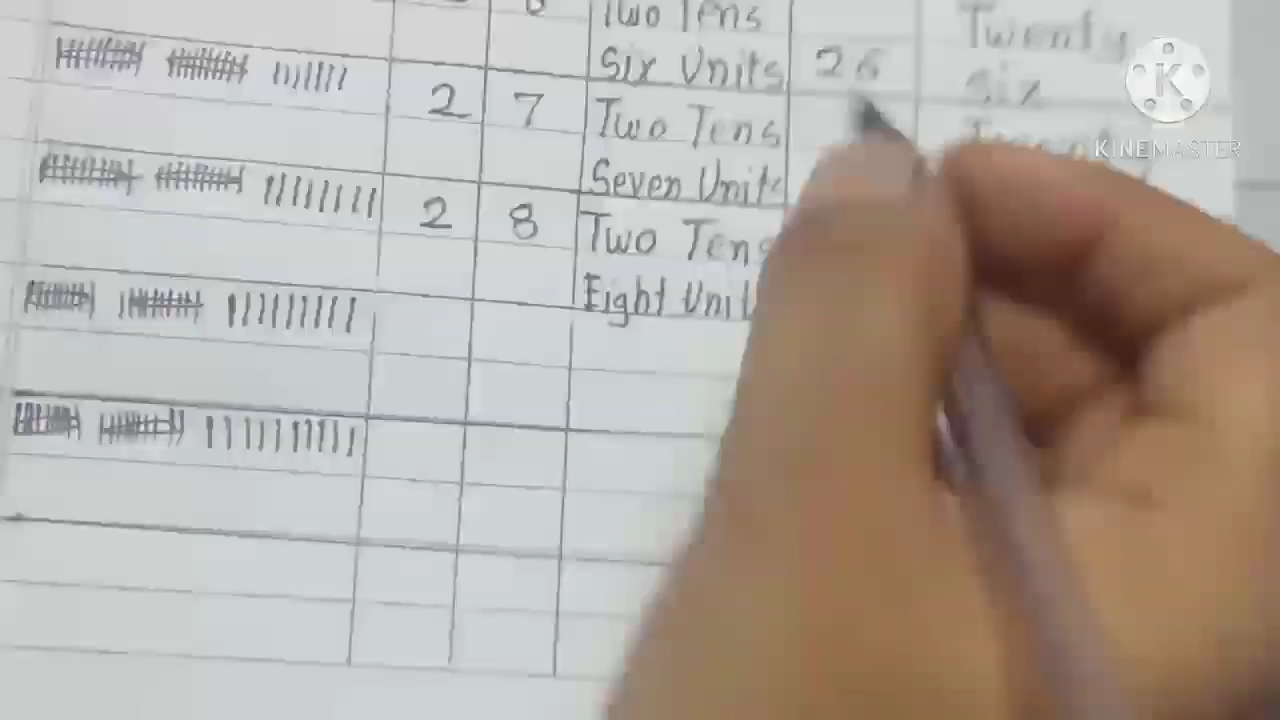 Two Tens
Twenty
Six Units 26
six
2 7 Two Tens
Seven Units
2 8 Two Tens
Eight Unit
K
KINEMASTER